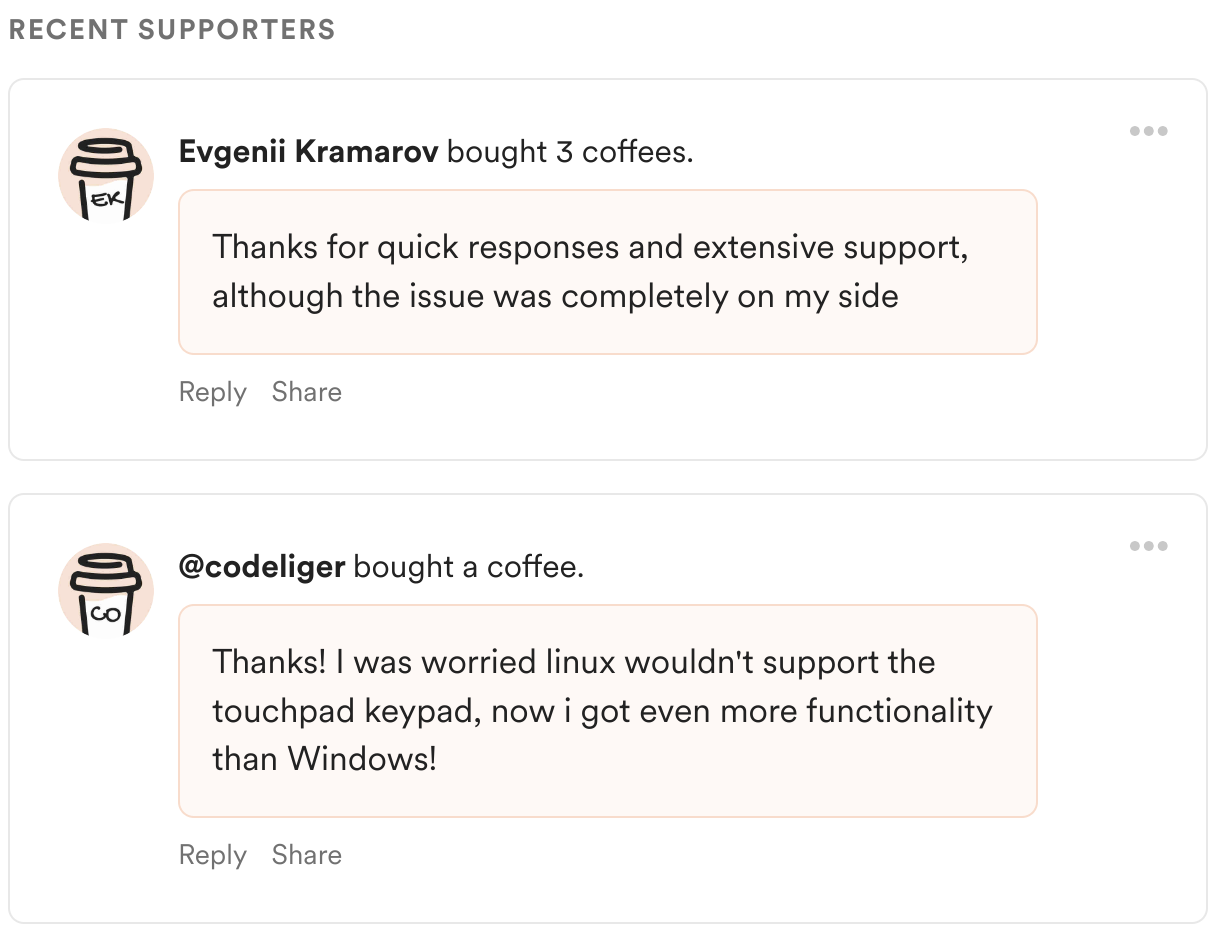 RECENT SUPPORTERS
Evgenii Kramarov bought 3 coffees.
EK
Thanks for quick responses and extensive support,
although the issue was completely on my side
Reply Share
@codeliger bought a coffee.
CO
Thanks! I was worried linux wouldn't support the
touchpad keypad, now i got even more functionality
than Windows!
Reply Share